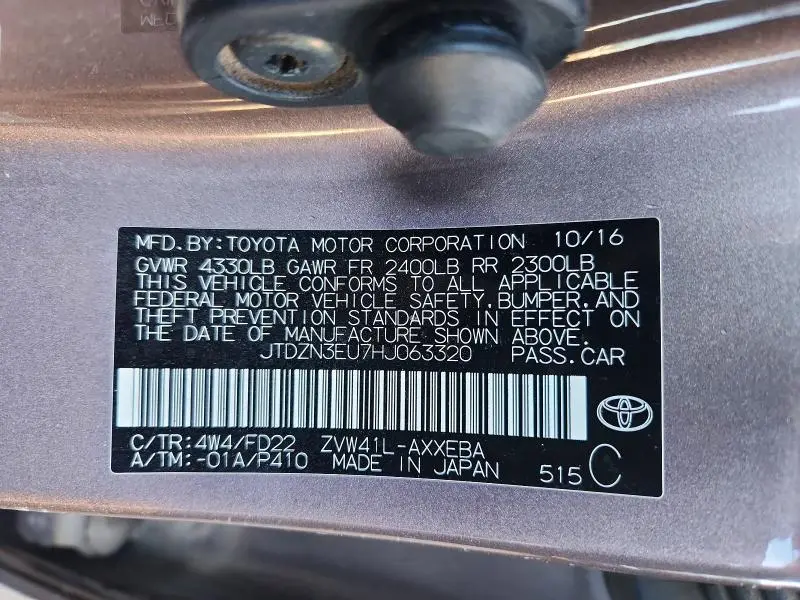 MFD. BY: TOYOTA MOTOR CORPORATION 10/16
GVWR 4330LB GAWR FR 2400LB RR 2300LB
THIS VEHICLE CONFORMS TO ALL APPLICABLE
FEDERAL MOTOR VEHICLE SAFETY, BUMPER, AND
THEFT PREVENTION STANDARDS IN EFFECT ON
THE DATE OF MANUFACTURE SHOWN ABOVE.
JTDZN3EU7HJ063320 PASS. CAR
C/TR: 4W4/FD22 ZVW41L-AXXEBA
A/TM: -01A/P410 MADE IN JAPAN 515 C